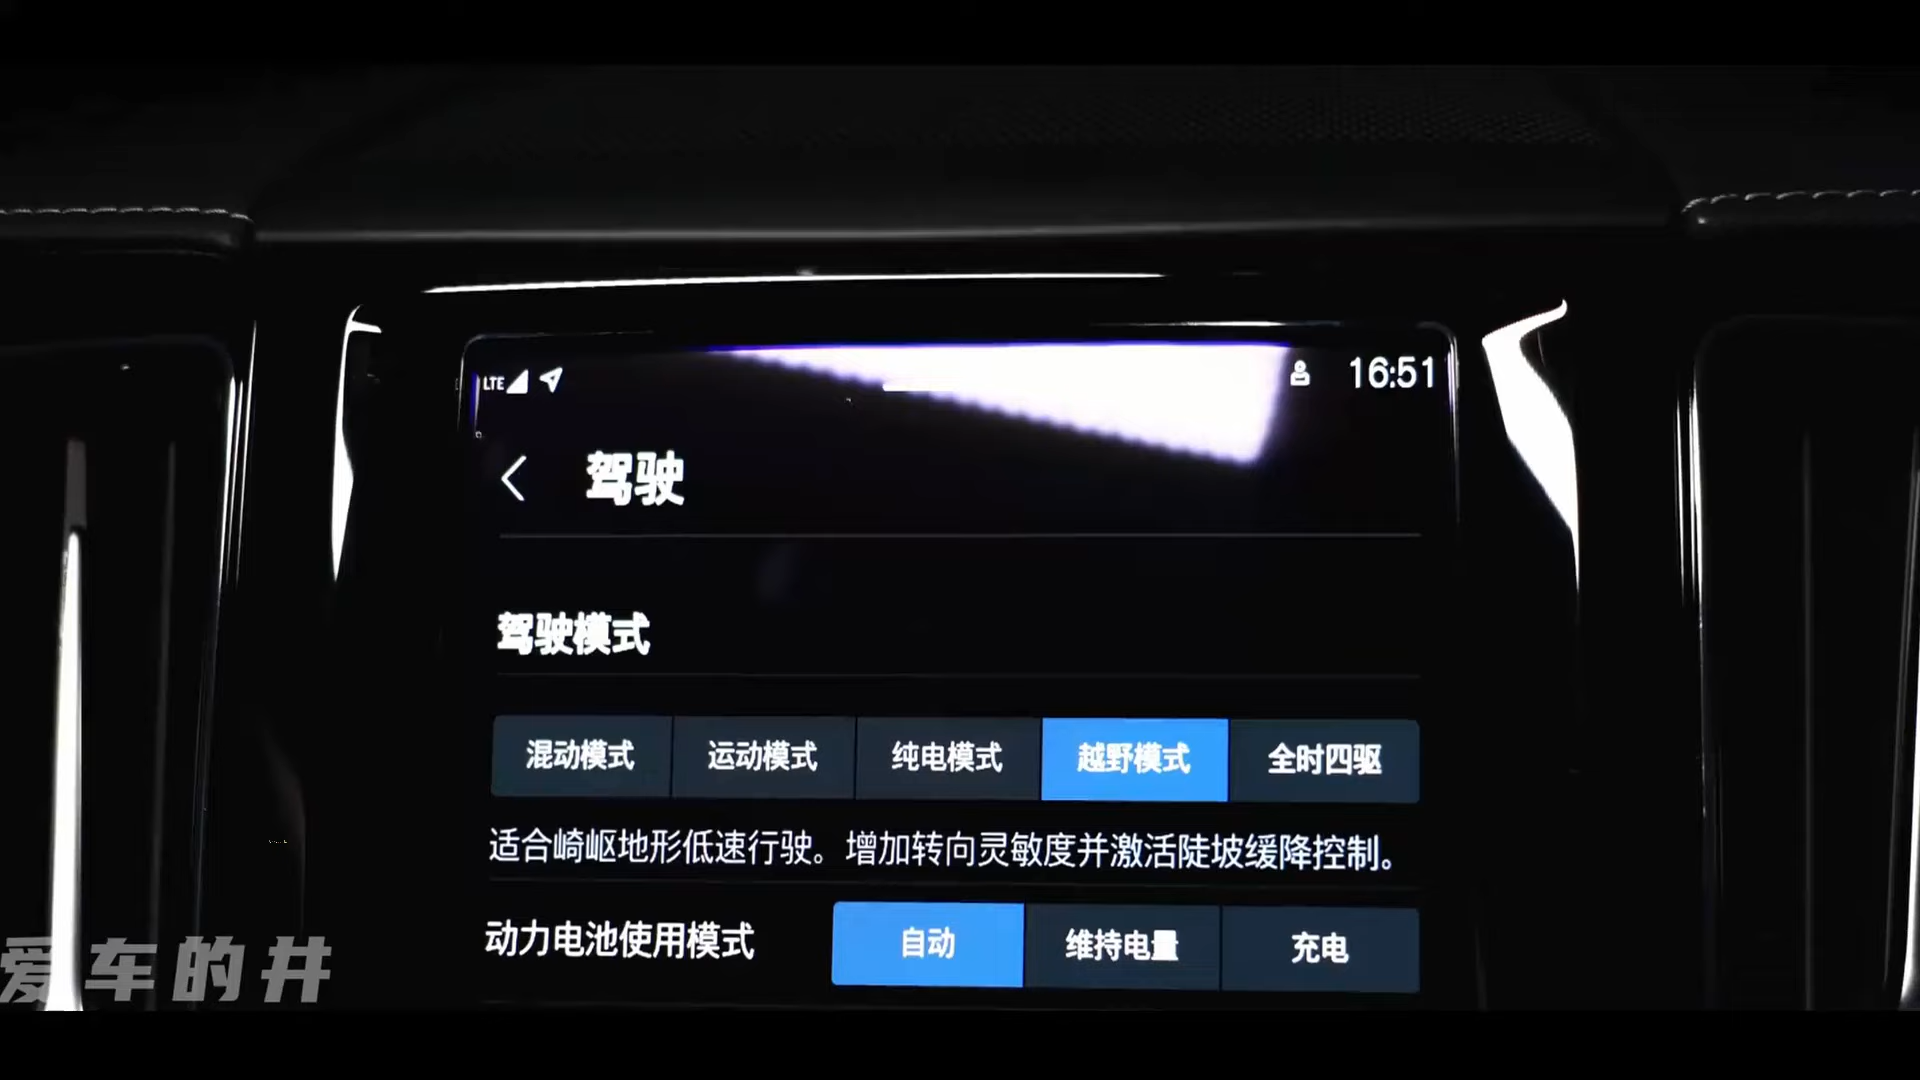 LTE 16:51
驾驶
驾驶模式
混动模式 运动模式 纯电模式 越野模式 全时四驱
适合崎岖地形低速行驶。增加转向灵敏度并激活陡坡缓降控制。
动力电池使用模式 自动 维持电量 充电
爱车的井